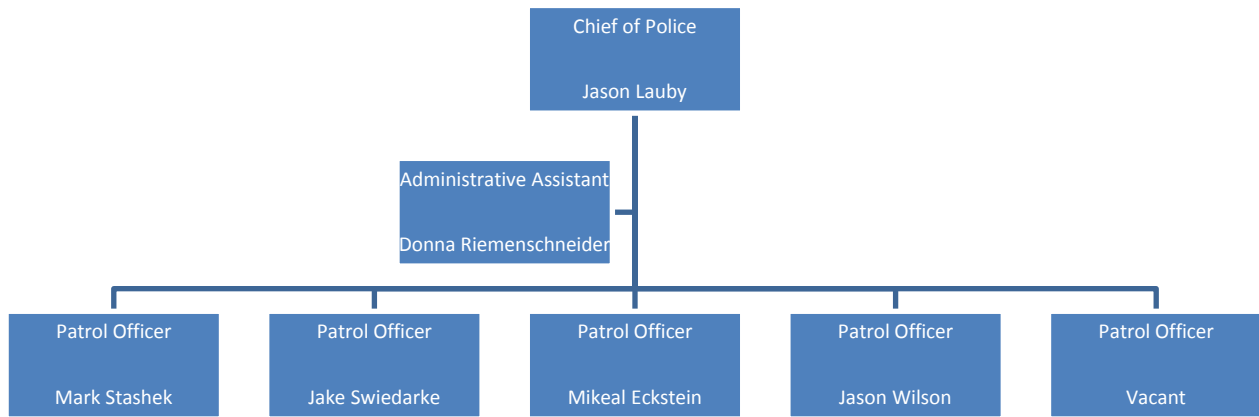 Chief of Police
Jason Lauby
Administrative Assistant
Donna Riemenschneider
Patrol Officer
Mark Stashek
Patrol Officer
Jake Swiedarke
Patrol Officer
Mikeal Eckstein
Patrol Officer
Jason Wilson
Patrol Officer
Vacant